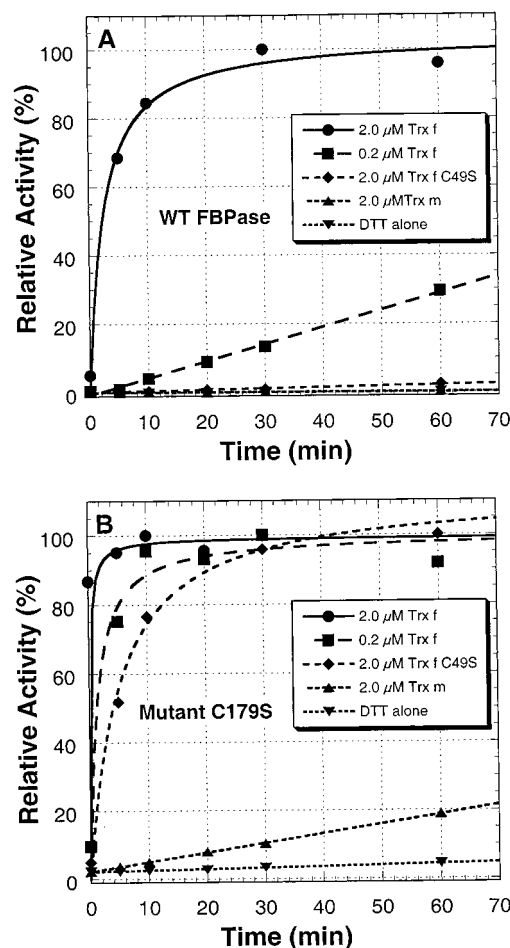 A
Relative Activity (%)
100
80
60
40
20
0
2.0 µM Trx f
0.2 µM Trx f
2.0 µM Trx f C49S
2.0 µMTrx m
DTT alone
WT FBPase
0 10 20 30 40 50 60 70
Time (min)
B
Relative Activity (%)
100
80
60
40
20
0
2.0 µM Trx f
0.2 µM Trx f
2.0 µM Trx f C49S
2.0 µM Trx m
DTT alone
Mutant C179S
0 10 20 30 40 50 60 70
Time (min)